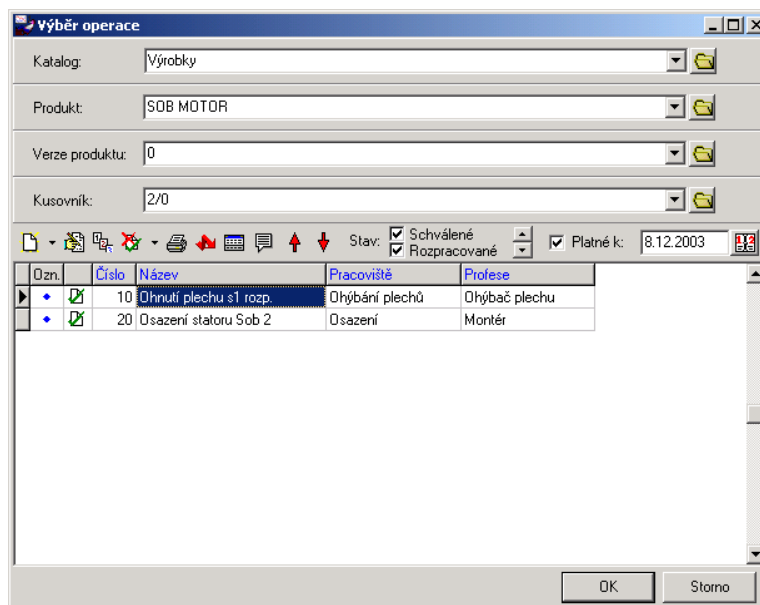 Výběr operace
Katalog: Výrobky
Produkt: SOB MOTOR
Verze produktu: 0
Kusovník: 2/0
Stav: Schválené Rozpracované Platné k: 8.12.2003
Ozn. Číslo Název Pracoviště Profese
10 Ohnutí plechu s1 rozp. Ohýbání plechů Ohýbač plechu
20 Osazení statoru Sob 2 Osazení Montér
OK Storno